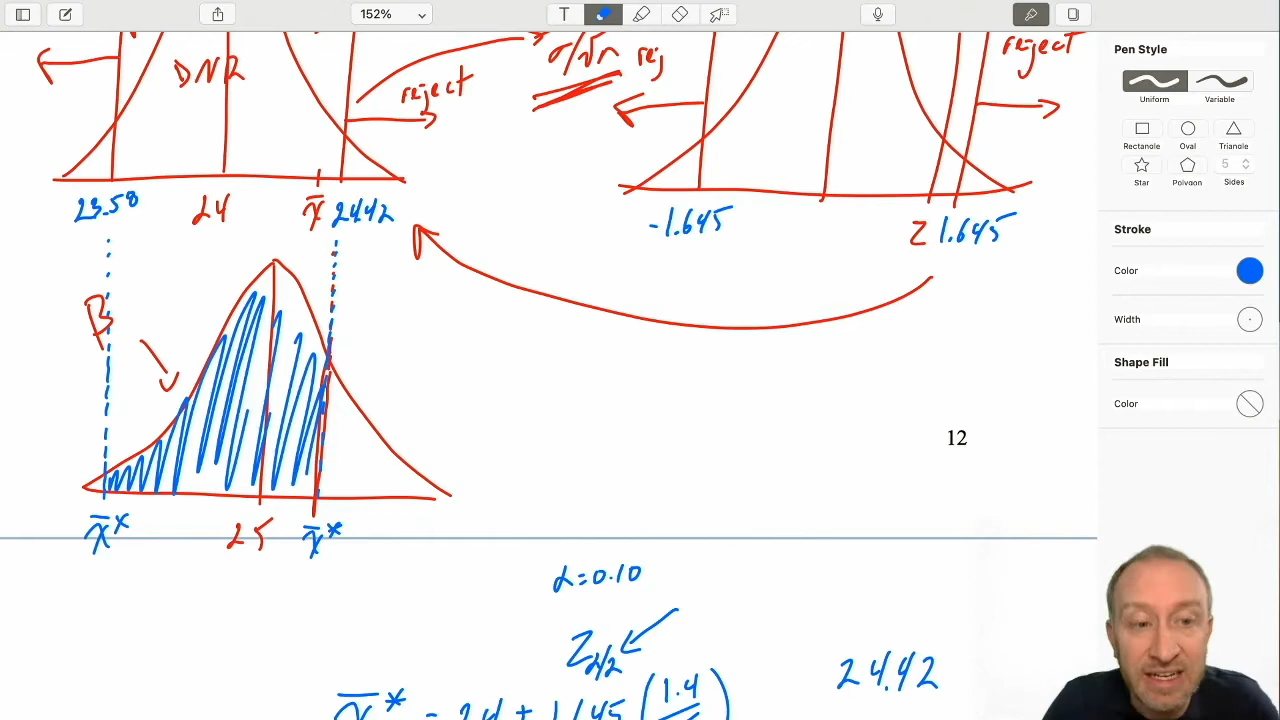 152%
T
DNR
reject
σ/√n
rej
reject
23.58
24
x̄
24.42
-1.645
Z
1.645
β
12
x̄*
25
x̄*
α=0.10
Zα/2
24.42
x̄* = 24 ± 1.645 (1.4
Pen Style
Uniform
Variable
Rectangle
Oval
Triangle
Star
Polygon
5
Sides
Stroke
Color
Width
Shape Fill
Color